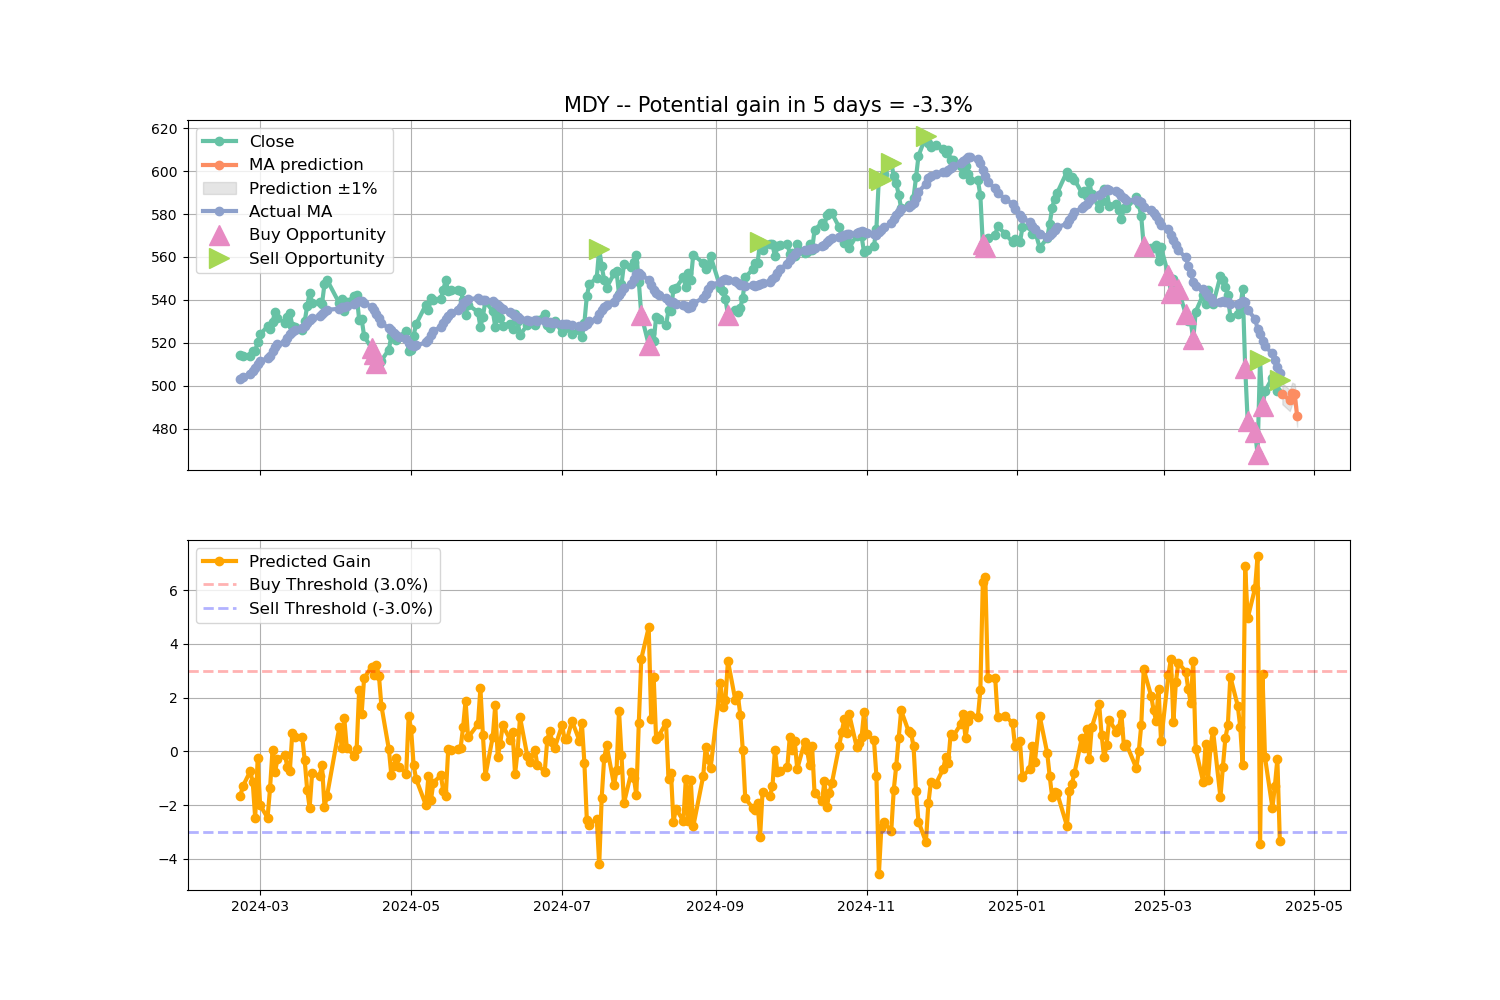 MDY -- Potential gain in 5 days = -3.3%
620
600
580
560
540
520
500
480
Close
MA prediction
Prediction ±1%
Actual MA
Buy Opportunity
Sell Opportunity
6
4
2
0
−2
−4
Predicted Gain
Buy Threshold (3.0%)
Sell Threshold (-3.0%)
2024-03
2024-05
2024-07
2024-09
2024-11
2025-01
2025-03
2025-05